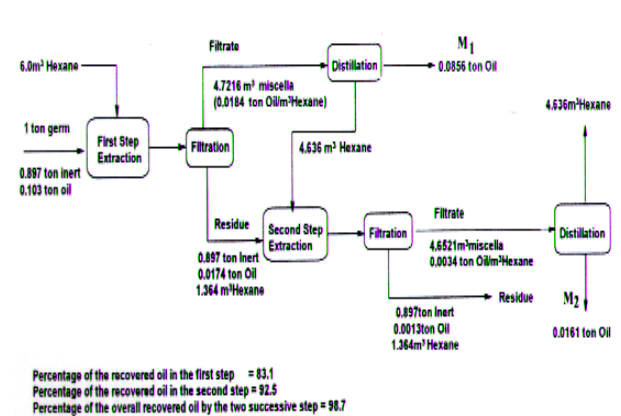 Filtrate
M1
6.0m³ Hexane
Distillation
0.0856 ton Oil
4.7216 m³ miscella
(0.0184 ton Oil/m³Hexane)
4.636m³Hexane
1 ton germ
First Step
Extraction
Filtration
4.636 m³ Hexane
0.897 ton inert
0.103 ton oil
Residue
Second Step
Extraction
Filtration
Filtrate
Distillation
4.6521m³miscella
0.0034 ton Oil/m³Hexane
0.897 ton Inert
0.0174 ton Oil
1.364 m³Hexane
Residue
M2
0.897ton Inert
0.0013ton Oil
1.364m³ Hexane
0.0161 ton Oil
Percentage of the recovered oil in the first step = 83.1
Percentage of the recovered oil in the second step = 92.5
Percentage of the overall recovered oil by the two successive step = 98.7